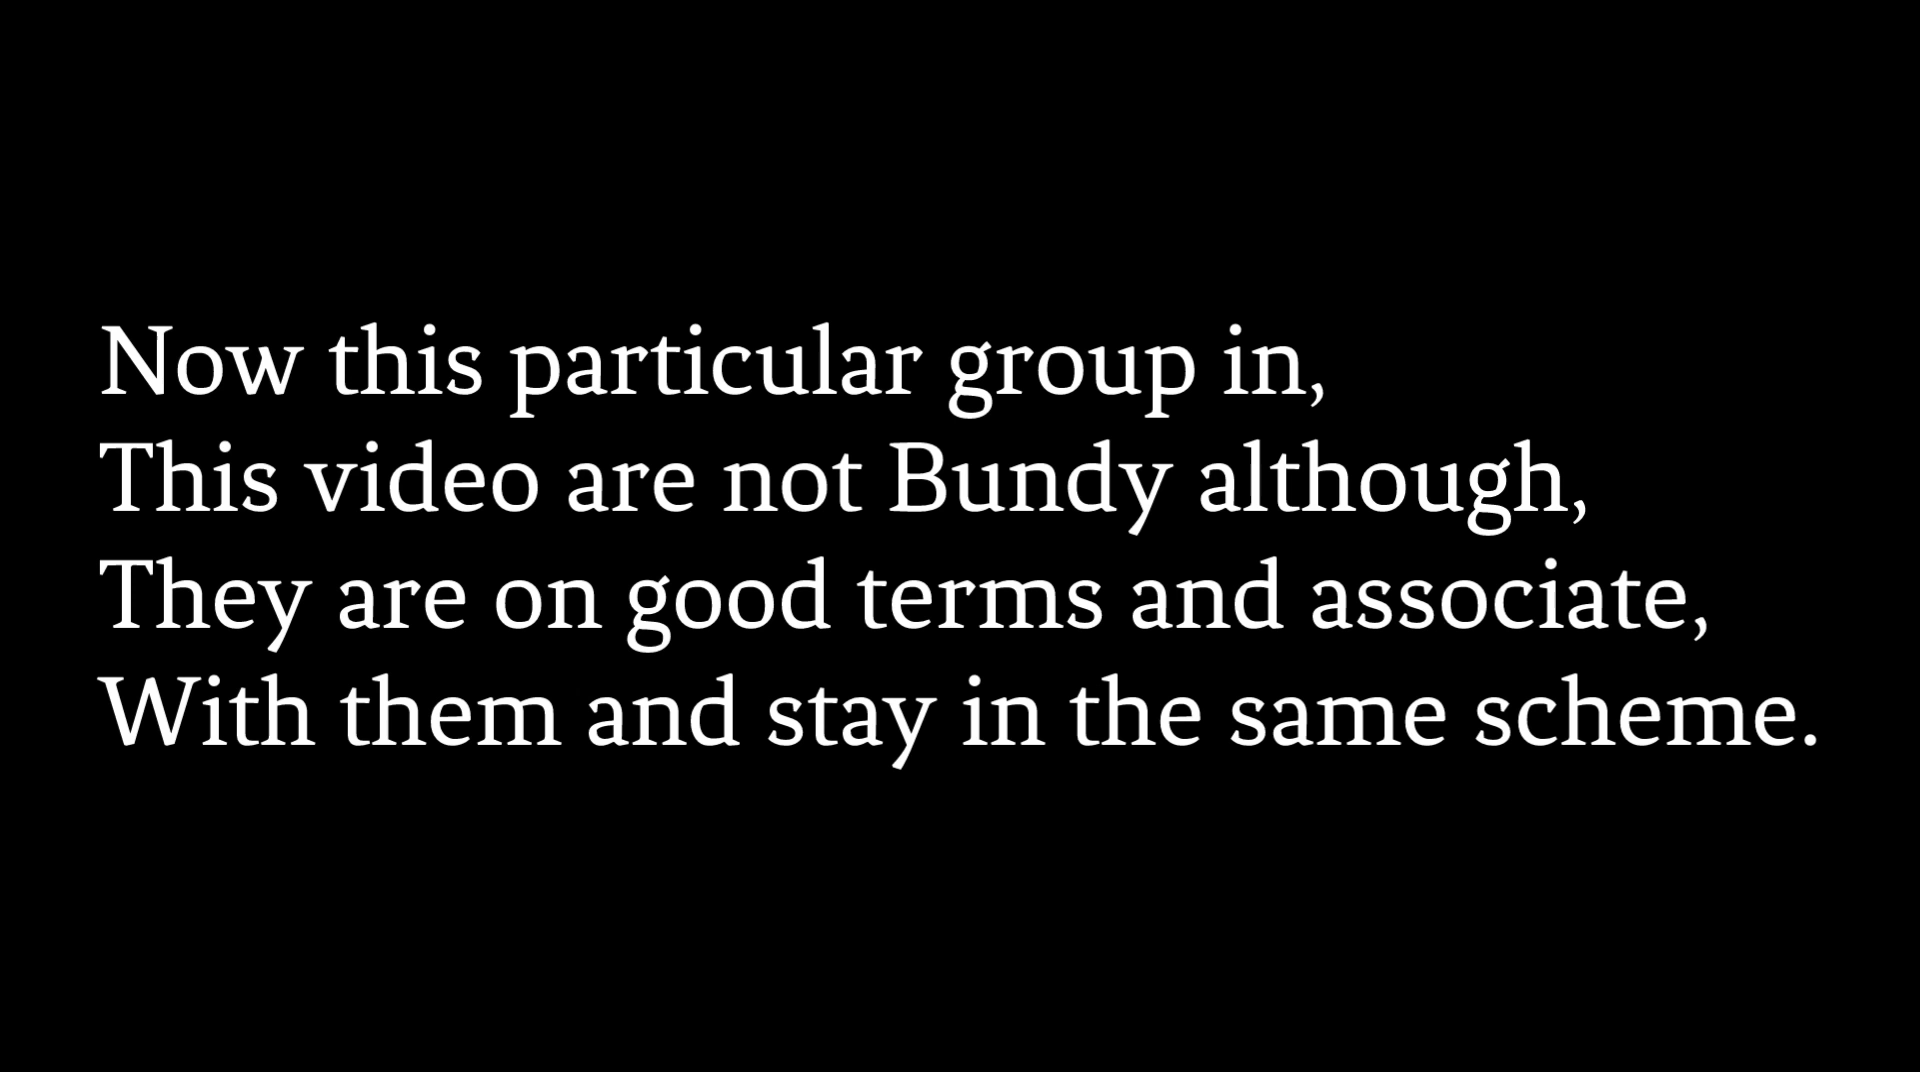 Now this particular group in,
This video are not Bundy although,
They are on good terms and associate,
With them and stay in the same scheme.